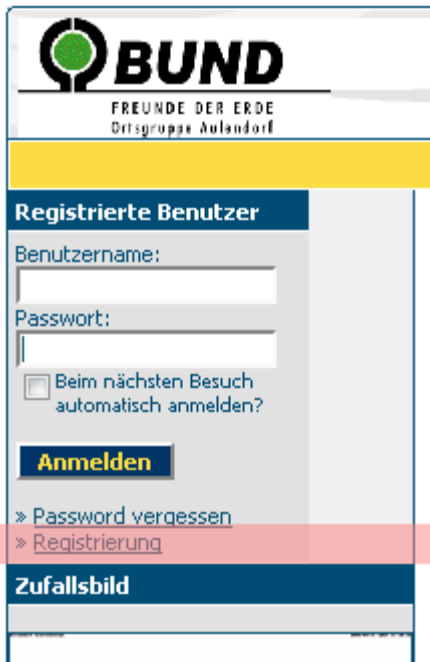 BUND
FREUNDE DER ERDE
Ortsgruppe Aulendorf
Registrierte Benutzer
Benutzername:
Passwort:
Beim nächsten Besuch
automatisch anmelden?
Anmelden
» Password vergessen
» Registrierung
Zufallsbild